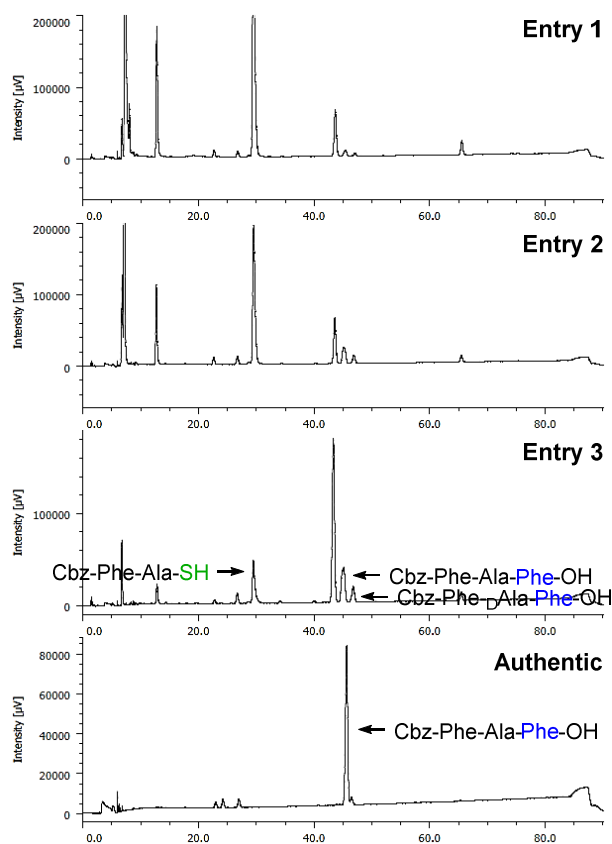 Entry 1
200000
100000
0
Intensity [µV]
0.0 20.0 40.0 60.0 80.0
Entry 2
200000
100000
0
Intensity [µV]
0.0 20.0 40.0 60.0 80.0
Entry 3
100000
0
Intensity [µV]
Cbz-Phe-Ala-SH
Cbz-Phe-Ala-Phe-OH
Cbz-Phe-DAla-Phe-OH
0.0 20.0 40.0 60.0 80.0
Authentic
80000
60000
40000
20000
0
Intensity [µV]
Cbz-Phe-Ala-Phe-OH
0.0 20.0 40.0 60.0 80.0